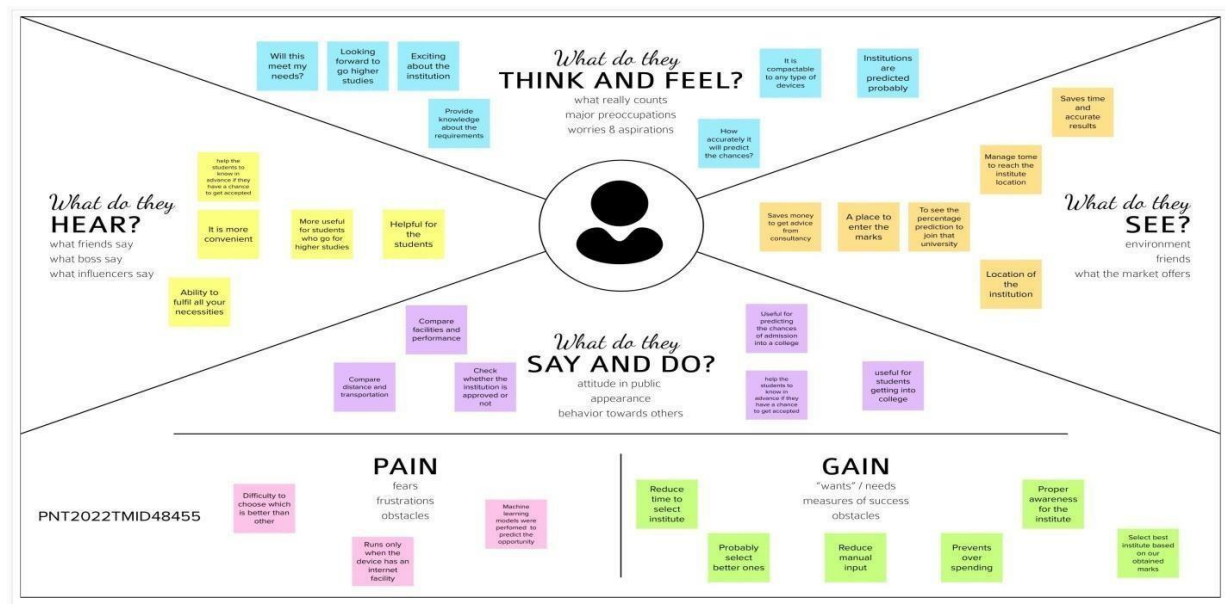 What do they
THINK AND FEEL?
what really counts
major preoccupations
worries & aspirations
Will this
meet my
needs?
Looking
forward to
go higher
studies
Exciting
about the
institution
Provide
knowledge
about the
requirements
It is
compactable
to any type of
devices
Institutions
are
predicted
probably
How
accurately it
will predict
the chances?
What do they
HEAR?
what friends say
what boss say
what influencers say
help the
students to
know in
advance if they
have a chance
to get accepted
It is more
convenient
More useful
for students
who go for
higher studies
Helpful for
the
students
Ability to
fulfil all your
necessities
What do they
SEE?
environment
friends
what the market offers
Saves time
and
accurate
results
Manage tome
to reach the
institute
location
Saves money
to get advice
from
consultancy
A place to
enter the
marks
To see the
percentage
prediction to
join that
university
Location of
the
institution
What do they
SAY AND DO?
attitude in public
appearance
behavior towards others
Compare
facilities and
performance
Compare
distance and
transportation
Check
whether the
institution is
approved or
not
Useful for
predicting
the chances
of admission
into a college
help the
students to
know in
advance if they
have a chance
to get accepted
useful for
students
getting into
college
PAIN
fears
frustrations
obstacles
Difficulty to
choose which
is better than
other
Runs only
when the
device has an
internet
facility
Machine
learning
models were
perfomed to
predict the
opportunity
PNT2022TMID48455
GAIN
"wants" / needs
measures of success
obstacles
Reduce
time to
select
institute
Probably
select
better ones
Reduce
manual
input
Prevents
over
spending
Proper
awareness
for the
institute
Select best
institute based
on our
obtained
marks